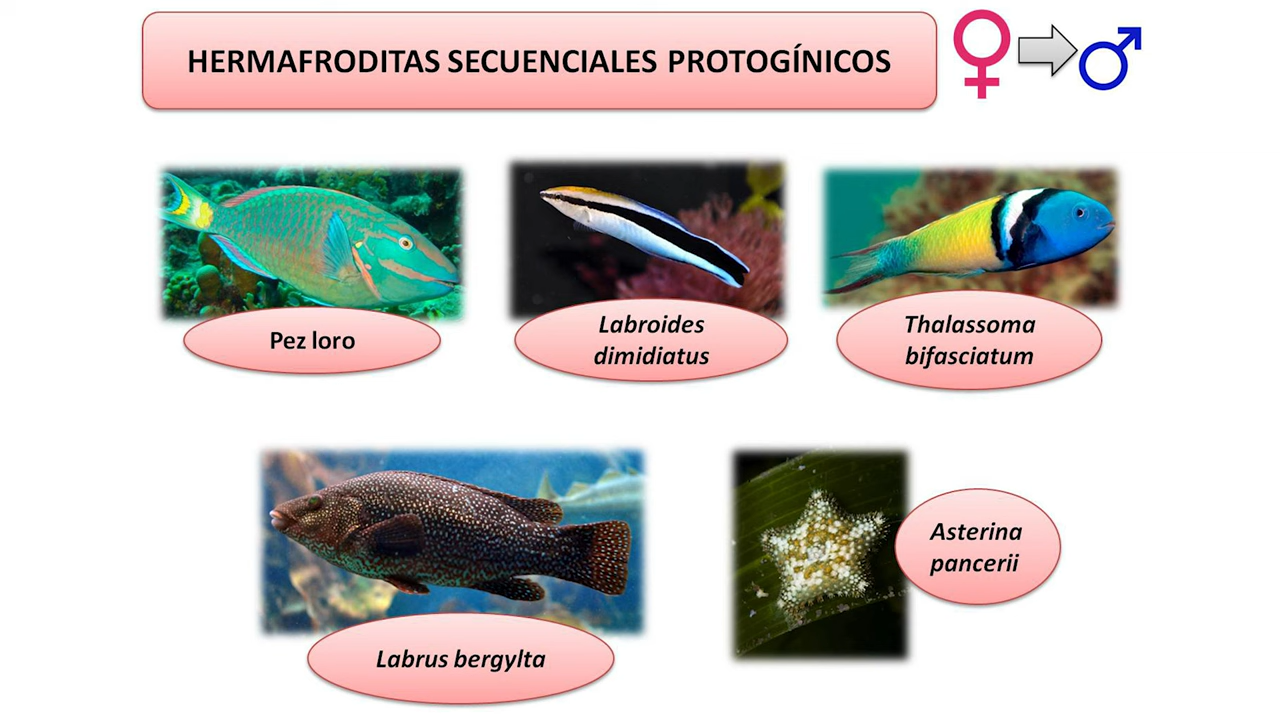 HERMAFRODITAS SECUENCIALES PROTOGÍNICOS
Pez loro
Labroides
dimidiatus
Thalassoma
bifasciatum
Labrus bergylta
Asterina
pancerii